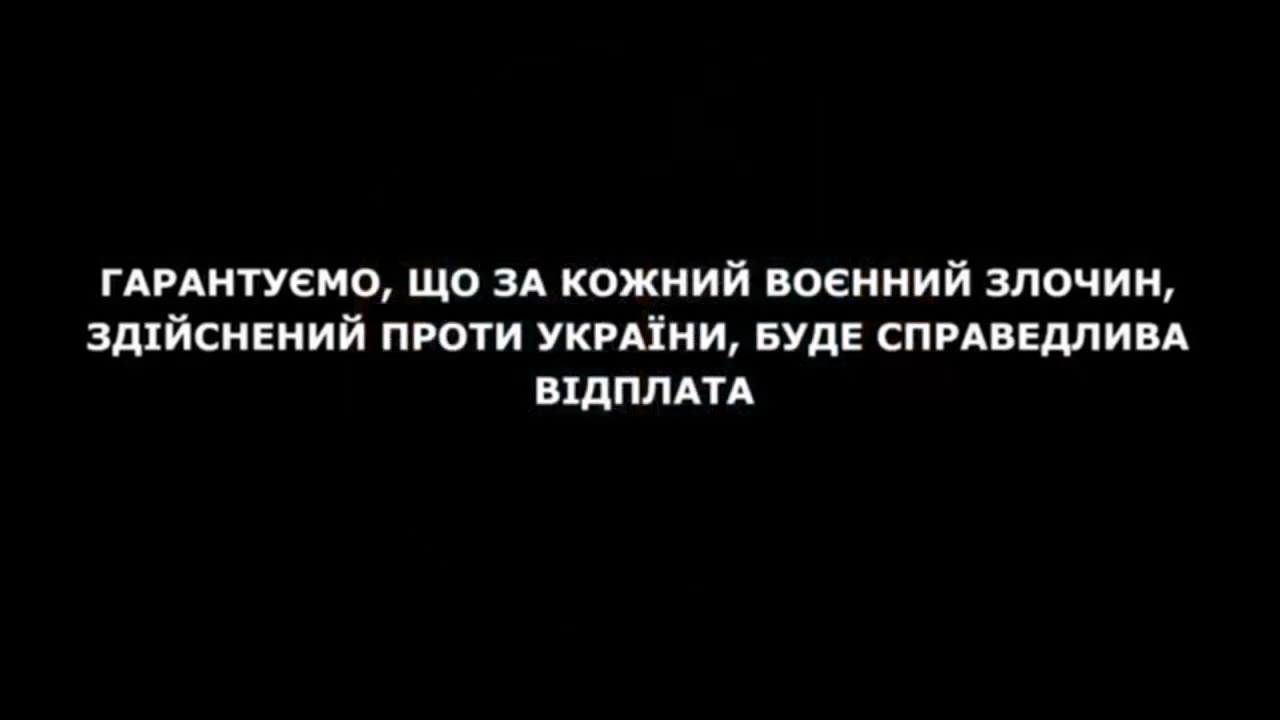 ГАРАНТУЄМО, ЩО ЗА КОЖНИЙ ВОЄННИЙ ЗЛОЧИН,
ЗДІЙСНЕНИЙ ПРОТИ УКРАЇНИ, БУДЕ СПРАВЕДЛИВА
ВІДПЛАТА